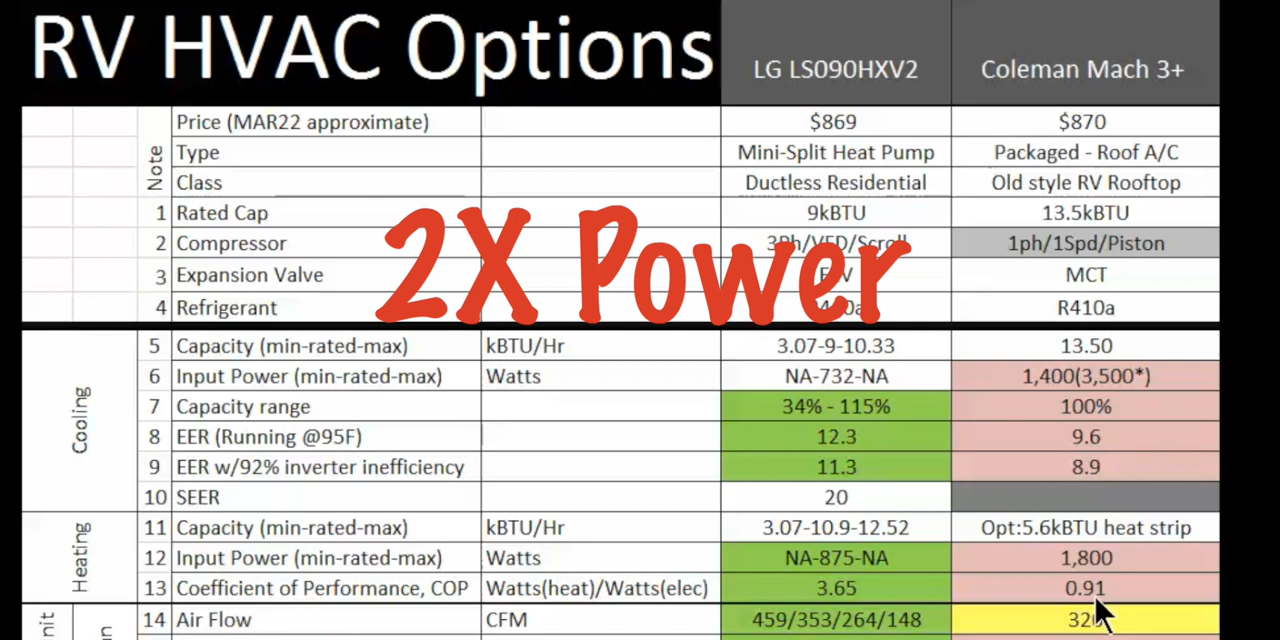 RV HVAC Options
LG LS090HXV2 Coleman Mach 3+
Note
Price (MAR22 approximate) $869 $870
Type Mini-Split Heat Pump Packaged - Roof A/C
Class Ductless Residential Old style RV Rooftop
1 Rated Cap 9kBTU 13.5kBTU
2X Power
2 Compressor 3Ph/VFD/Scroll 1ph/1Spd/Piston
3 Expansion Valve MCT
4 Refrigerant R410a
Cooling
5 Capacity (min-rated-max) kBTU/Hr 3.07-9-10.33 13.50
6 Input Power (min-rated-max) Watts NA-732-NA 1,400(3,500*)
7 Capacity range 34% - 115% 100%
8 EER (Running @95F) 12.3 9.6
9 EER w/92% inverter inefficiency 11.3 8.9
10 SEER 20
Heating
11 Capacity (min-rated-max) kBTU/Hr 3.07-10.9-12.52 Opt:5.6kBTU heat strip
12 Input Power (min-rated-max) Watts NA-875-NA 1,800
13 Coefficient of Performance, COP Watts(heat)/Watts(elec) 3.65 0.91
14 Air Flow CFM 459/353/264/148